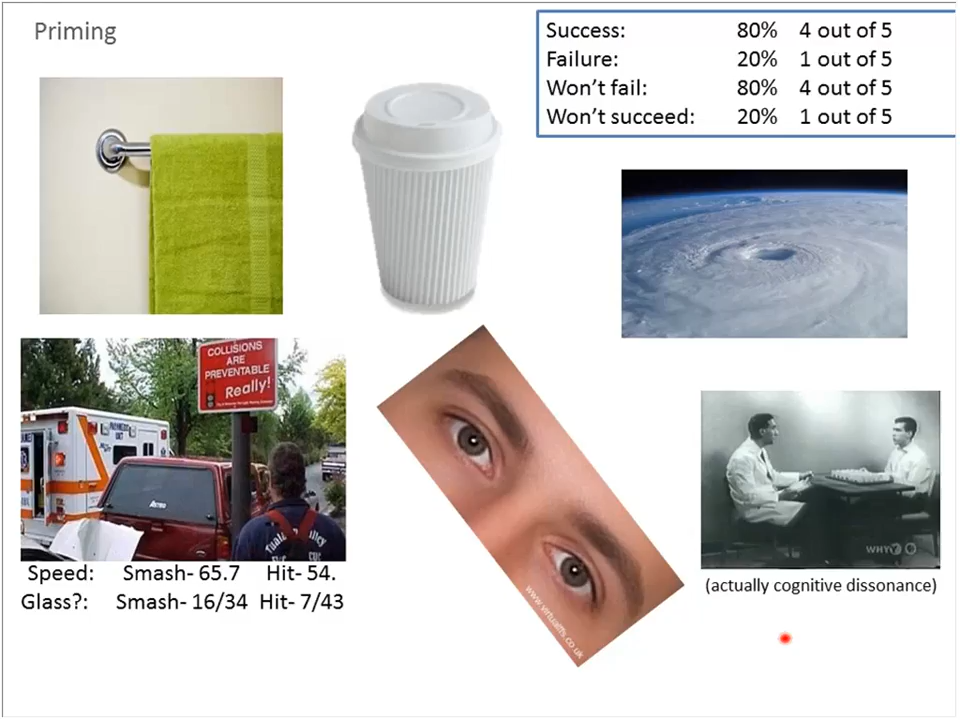 Priming
Success: 80% 4 out of 5
Failure: 20% 1 out of 5
Won't fail: 80% 4 out of 5
Won't succeed: 20% 1 out of 5
COLLISIONS
ARE
PREVENTABLE
Really!
Speed: Smash- 65.7 Hit- 54.
Glass?: Smash- 16/34 Hit- 7/43
WHYY
(actually cognitive dissonance)